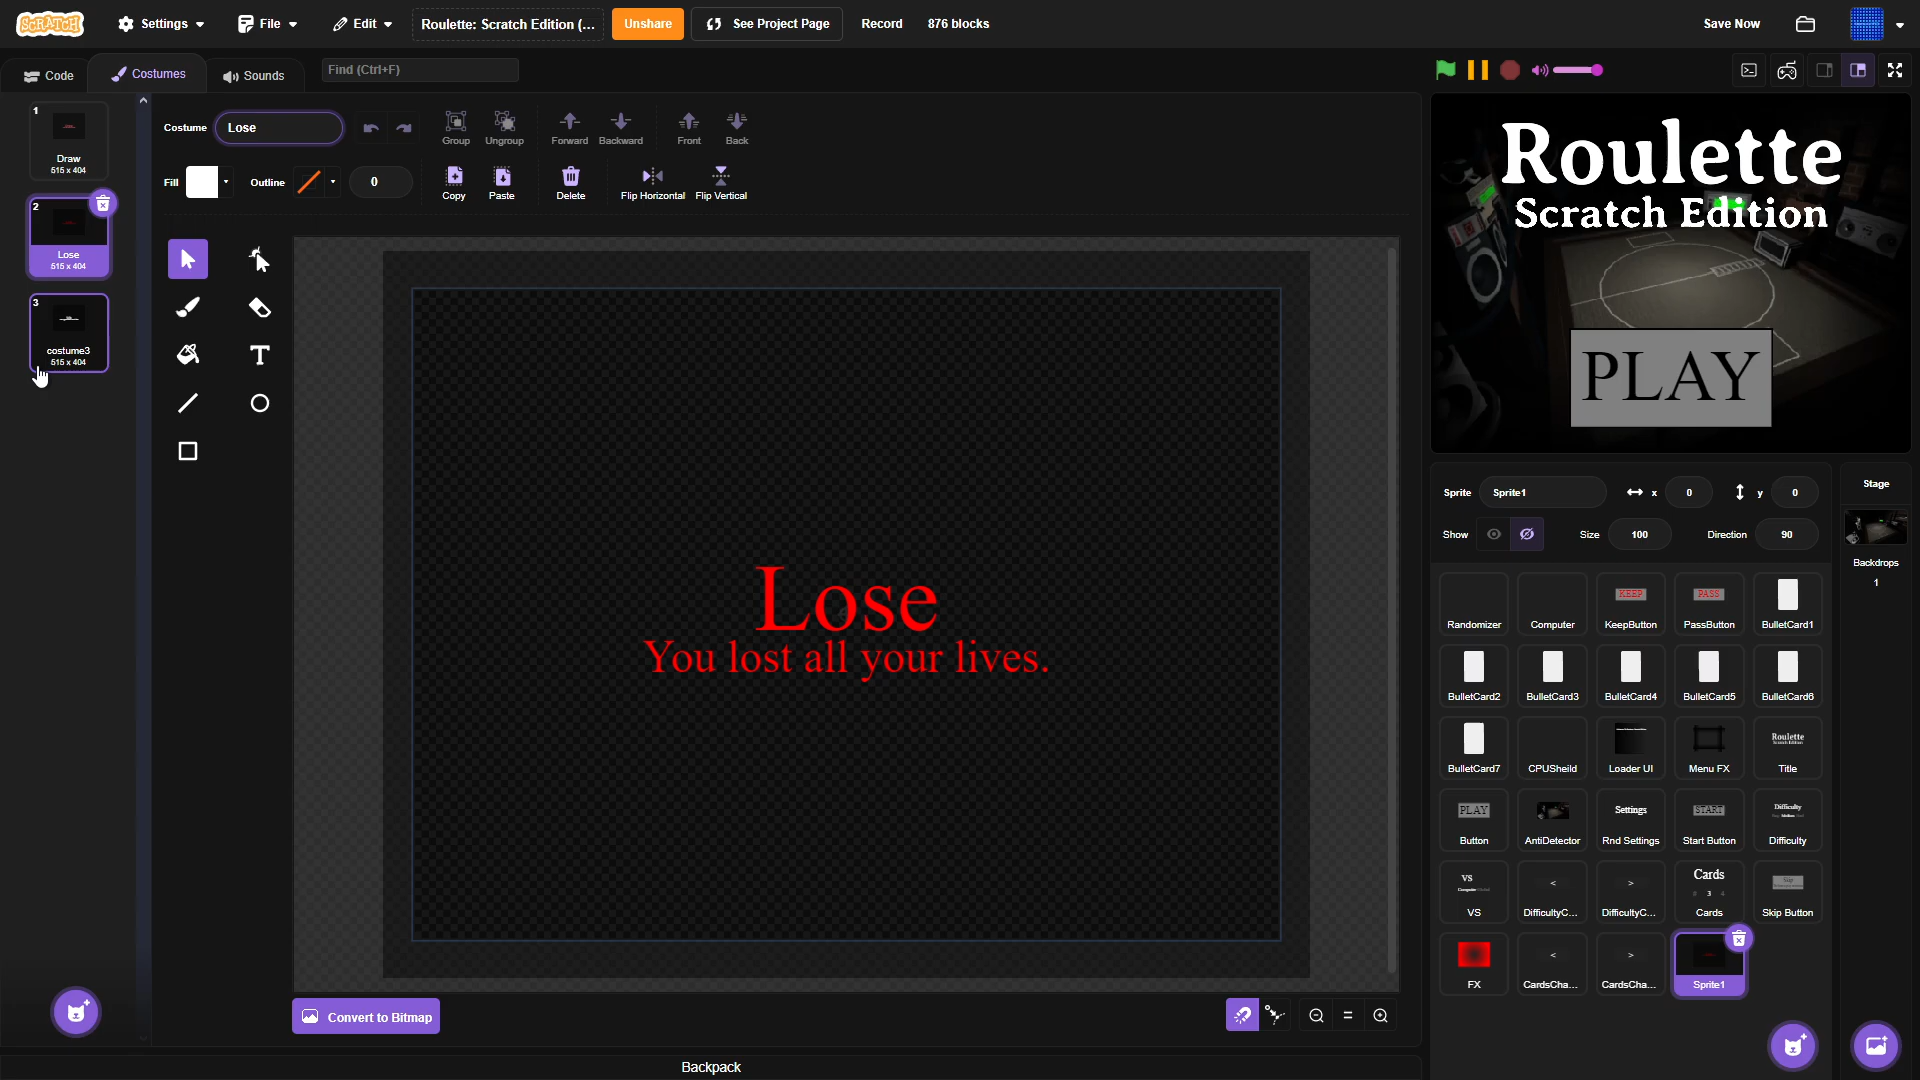 SCRATCH
Settings
File
Edit
Roulette: Scratch Edition (...
Unshare
See Project Page
Record
876 blocks
Save Now
Code
Costumes
Sounds
Find (Ctrl+F)
1
Draw
515 x 404
2
Lose
515 x 404
3
costume3
515 x 404
Costume
Lose
Group
Ungroup
Forward
Backward
Front
Back
Fill
Outline
0
Copy
Paste
Delete
Flip Horizontal
Flip Vertical
Lose
You lost all your lives.
Convert to Bitmap
Backpack
Roulette
Scratch Edition
PLAY
Sprite
Sprite1
x
0
y
0
Show
Size
100
Direction
90
Stage
Backdrops
1
Randomizer
Computer
KEEP
KeepButton
PASS
PassButton
BulletCard1
BulletCard2
BulletCard3
BulletCard4
BulletCard5
BulletCard6
BulletCard7
CPUSheild
Loader UI
Menu FX
Roulette
Scratch Edition
Title
PLAY
Button
AntiDetector
Settings
Rnd Settings
START
Start Button
Difficulty
Difficulty
VS
VS
<
DifficultyC...
>
DifficultyC...
Cards
3
4
Cards
Skip
Skip Button
FX
<
CardsCha...
>
CardsCha...
Sprite1